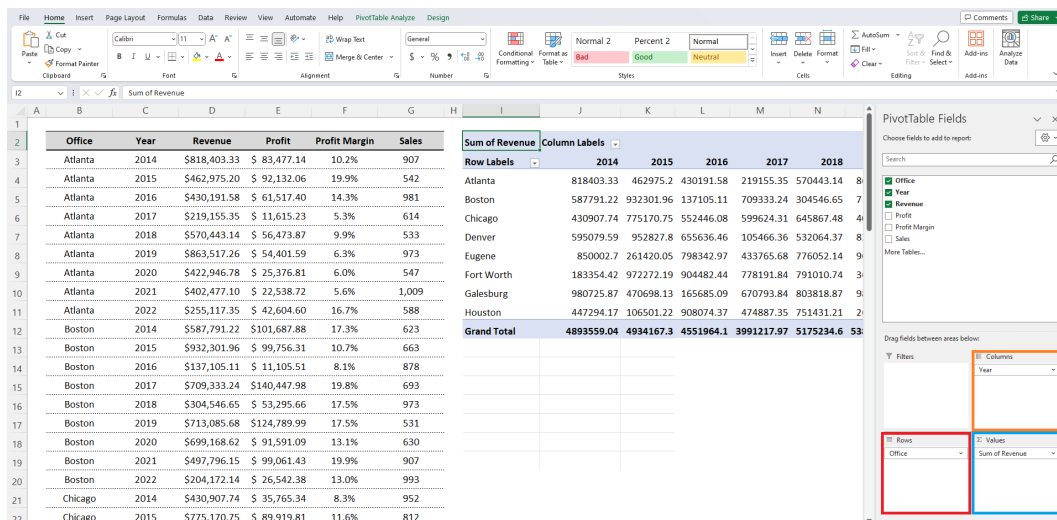 File Home Insert Page Layout Formulas Data Review View Automate Help PivotTable Analyze Design Comments Share
Cut Calibri 11 A^ A˅ Wrap Text General Normal 2 Percent 2 Normal AutoSum
Paste Copy B I U A Merge & Center $ % 9 Conditional Formatting Format as Table Bad Good Neutral Insert Delete Format Fill Sort & Filter Find & Select Add-ins Analyze Data
Format Painter Clear
Clipboard Font Alignment Number Styles Cells Editing Add-ins
I2 fx Sum of Revenue
A B C D E F G H I J K L M N
1
2 Office Year Revenue Profit Profit Margin Sales Sum of Revenue Column Labels
3 Atlanta 2014 $818,403.33 $ 83,477.14 10.2% 907 Row Labels 2014 2015 2016 2017 2018
4 Atlanta 2015 $462,975.20 $ 92,132.06 19.9% 542 Atlanta 818403.33 462975.2 430191.58 219155.35 570443.14
5 Atlanta 2016 $430,191.58 $ 61,517.40 14.3% 981 Boston 587791.22 932301.96 137105.11 709333.24 304546.65
6 Atlanta 2017 $219,155.35 $ 11,615.23 5.3% 614 Chicago 430907.74 775170.75 552446.08 599624.31 645867.48
7 Atlanta 2018 $570,443.14 $ 56,473.87 9.9% 533 Denver 595079.59 952827.8 655636.46 105466.36 532064.37
8 Atlanta 2019 $863,517.26 $ 54,401.59 6.3% 973 Eugene 850002.7 261420.05 798342.97 433765.68 776052.14
9 Atlanta 2020 $422,946.78 $ 25,376.81 6.0% 547 Fort Worth 183354.42 972272.19 904482.44 778191.84 791010.74
10 Atlanta 2021 $402,477.10 $ 22,538.72 5.6% 1,009 Galesburg 980725.87 470698.13 165685.09 670793.84 803818.87
11 Atlanta 2022 $255,117.35 $ 42,604.60 16.7% 588 Houston 447294.17 106501.22 908074.37 474887.35 751431.21
12 Boston 2014 $587,791.22 $101,687.88 17.3% 623 Grand Total 4893559.04 4934167.3 4551964.1 3991217.97 5175234.6
13 Boston 2015 $932,301.96 $ 99,756.31 10.7% 663
14 Boston 2016 $137,105.11 $ 11,105.51 8.1% 878
15 Boston 2017 $709,333.24 $140,447.98 19.8% 693
16 Boston 2018 $304,546.65 $ 53,295.66 17.5% 973
17 Boston 2019 $713,085.68 $124,789.99 17.5% 531
18 Boston 2020 $699,168.62 $ 91,591.09 13.1% 630
19 Boston 2021 $497,796.15 $ 99,061.43 19.9% 907
20 Boston 2022 $204,172.14 $ 26,542.38 13.0% 993
21 Chicago 2014 $430,907.74 $ 35,765.34 8.3% 952
22 Chicago 2015 $775,170.75 $ 89,919.81 11.6% 812
PivotTable Fields
Choose fields to add to report:
Search
Office
Year
Revenue
Profit
Profit Margin
Sales
More Tables...
Drag fields between areas below:
Filters Columns
Year
Rows Σ Values
Office Sum of Revenue